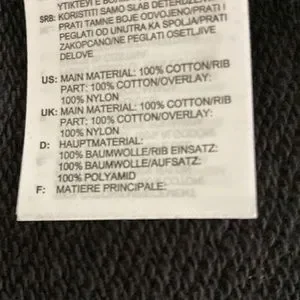 SRB: KORISTITI SAMO SLAB DETERDZENT/
PRATI TAMNE BOJE ODVOJENO/PRATI I
PEGLATI OD UNUTRA KA SPOLJA/PRATI
ZAKOPCANO/NE PEGLATI OSETLJIVE
DELOVE
US: MAIN MATERIAL: 100% COTTON/RIB
PART: 100% COTTON/OVERLAY:
100% NYLON
UK: MAIN MATERIAL: 100% COTTON/RIB
PART: 100% COTTON/OVERLAY:
100% NYLON
D: HAUPTMATERIAL:
100% BAUMWOLLE/RIB EINSATZ:
100% BAUMWOLLE/AUFSATZ:
100% POLYAMID
F: MATIERE PRINCIPALE: